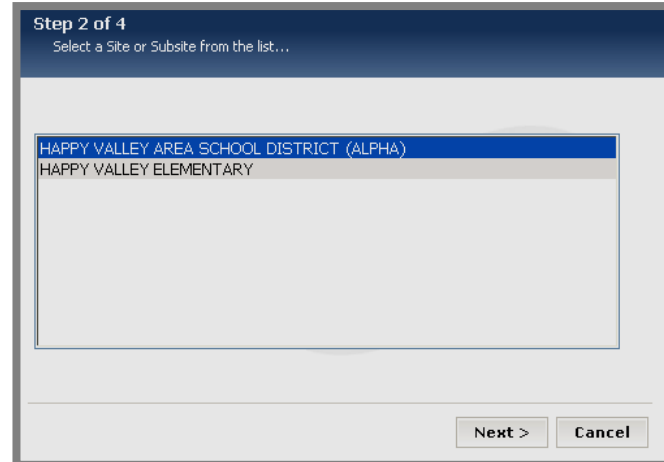 Step 2 of 4
Select a Site or Subsite from the list...
HAPPY VALLEY AREA SCHOOL DISTRICT (ALPHA)
HAPPY VALLEY ELEMENTARY
Next >
Cancel